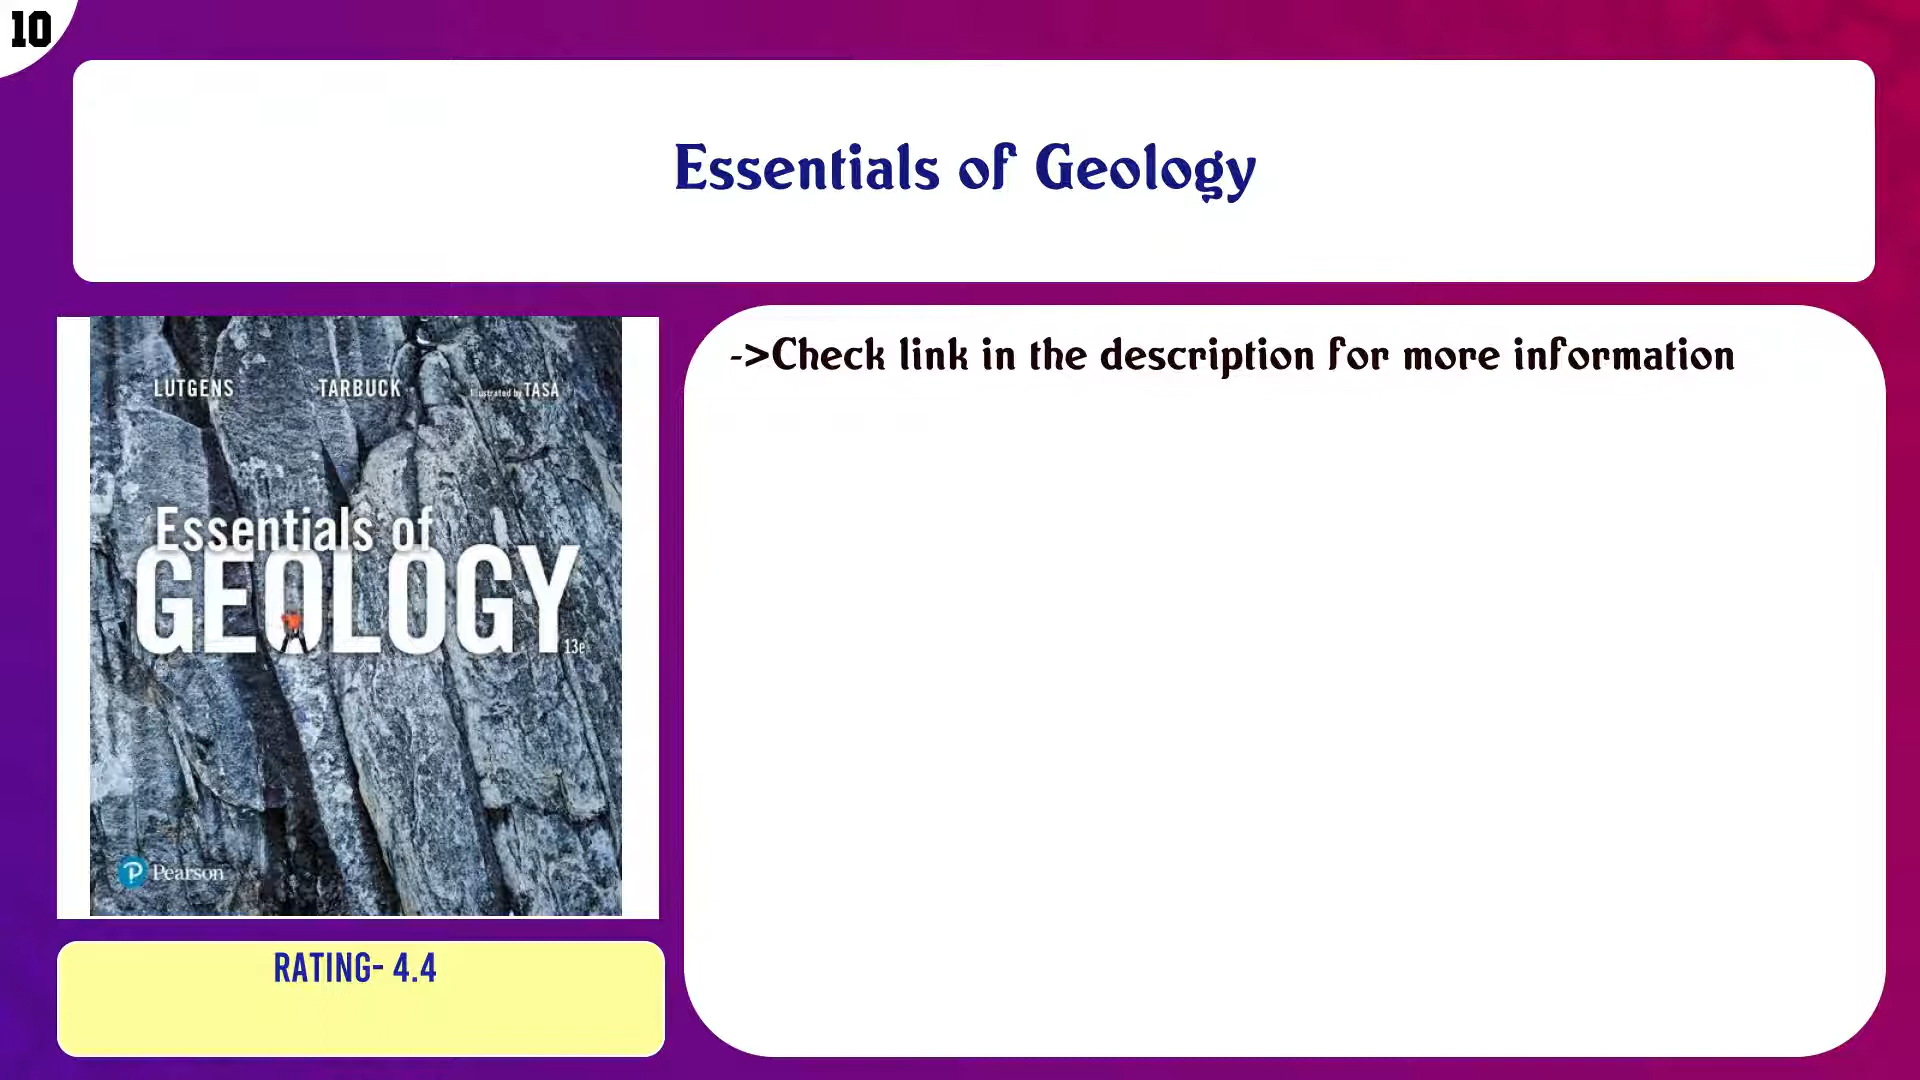 10
Essentials of Geology
LUTGENS TARBUCK Illustrated by TASA
Essentials of
GEOLOGY
13e
Pearson
RATING- 4.4
->Check link in the description for more information